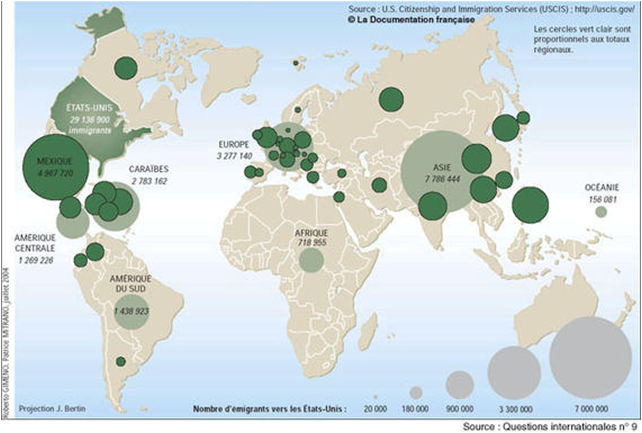 Source : U.S. Citizenship and Immigration Services (USCIS) ; http://uscis.gov/
© La Documentation française
Les cercles vert clair sont
proportionnels aux totaux
régionaux.
ÉTATS-UNIS
29 136 900
immigrants
MEXIQUE
4 987 720
CARAÏBES
2 783 162
EUROPE
3 277 140
ASIE
7 786 444
OCÉANIE
156 081
AMÉRIQUE
CENTRALE
1 269 226
AFRIQUE
718 955
AMÉRIQUE
DU SUD
1 438 923
Roberto GIMENO, Patrice MITRANO, juillet 2004
Projection J. Bertin
Nombre d'émigrants vers les États-Unis :
20 000
180 000
900 000
3 300 000
7 000 000
Source : Questions internationales n° 9